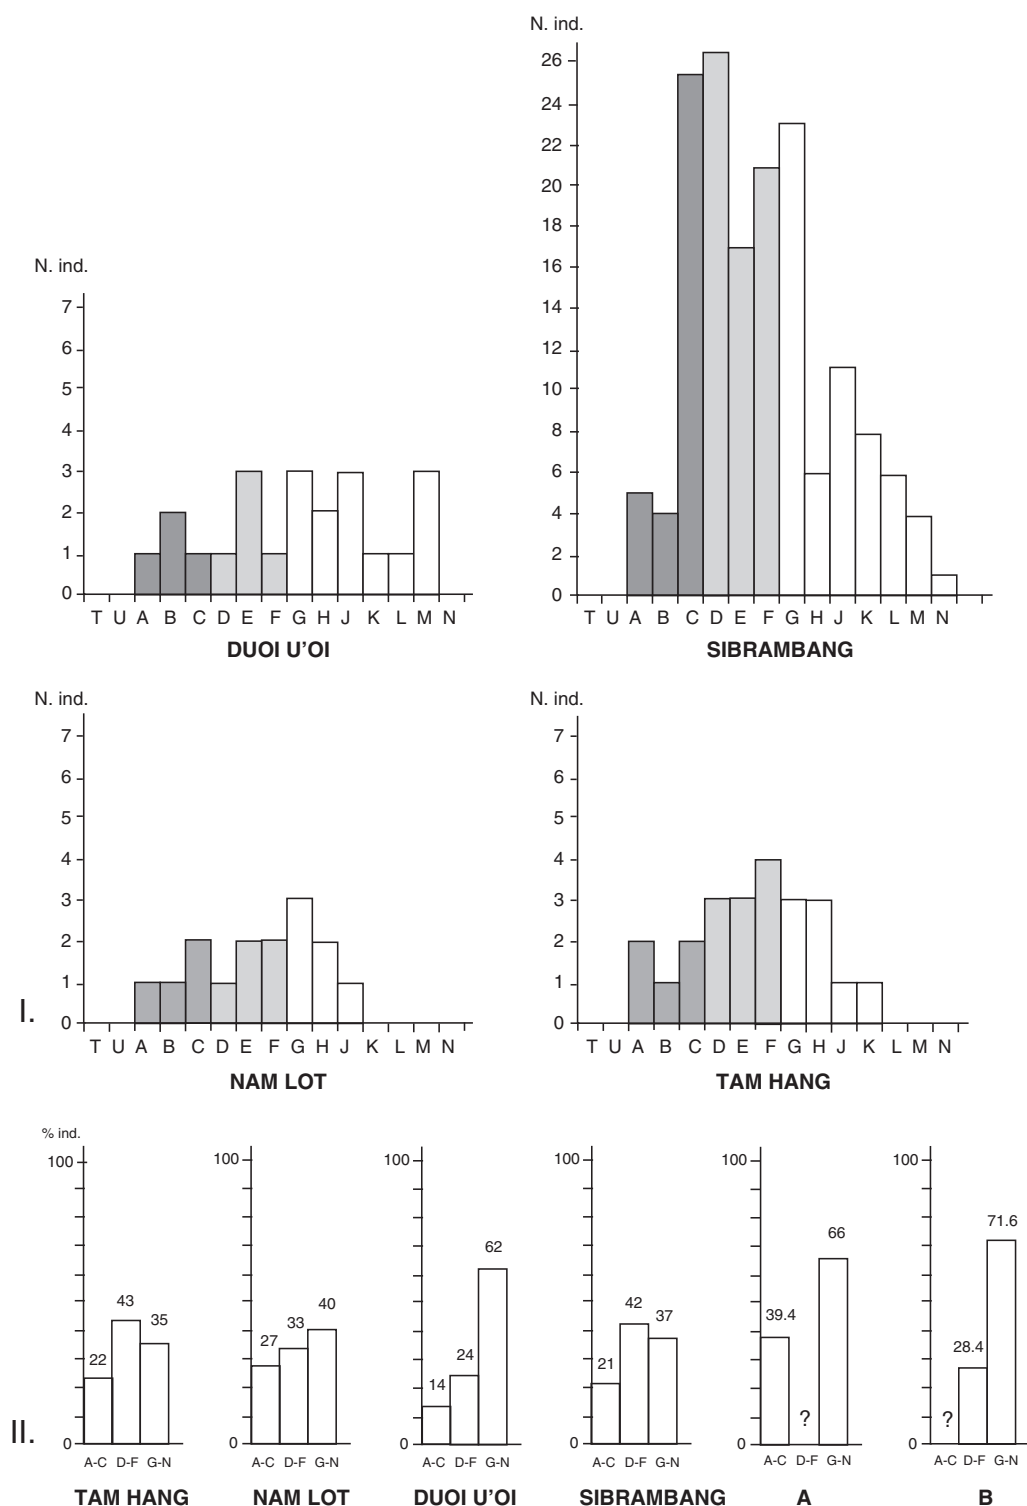 N. ind.
7
6
5
4
3
2
1
0
T U A B C D E F G H J K L M N
DUOI U’OI
N. ind.
26
24
22
20
18
16
14
12
10
8
6
4
2
0
T U A B C D E F G H J K L M N
SIBRAMBANG
I.
N. ind.
7
6
5
4
3
2
1
0
T U A B C D E F G H J K L M N
NAM LOT
N. ind.
7
6
5
4
3
2
1
0
T U A B C D E F G H J K L M N
TAM HANG
II.
% ind.
100
0
22
43
35
A-C D-F G-N
TAM HANG
100
0
27
33
40
A-C D-F G-N
NAM LOT
100
0
14
24
62
A-C D-F G-N
DUOI U’OI
100
0
21
42
37
A-C D-F G-N
SIBRAMBANG
100
0
39.4
?
66
A-C D-F G-N
A
100
0
?
28.4
71.6
A-C D-F G-N
B